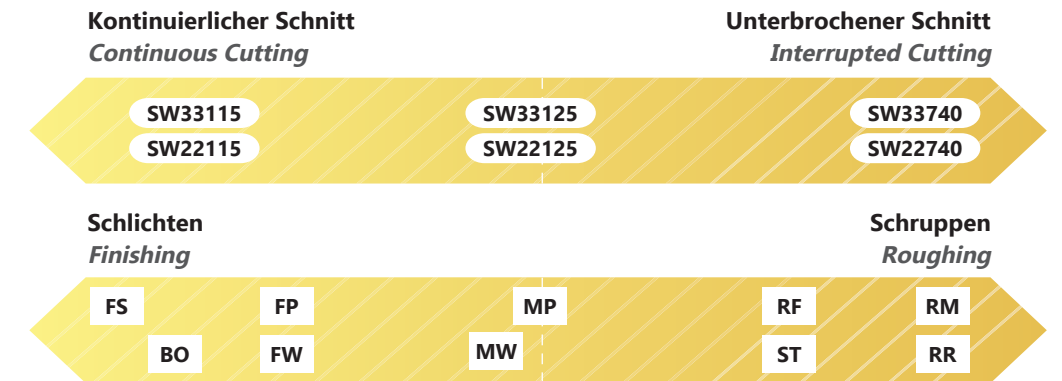 Kontinuierlicher Schnitt Unterbrochener Schnitt
Continuous Cutting Interrupted Cutting
SW33115 SW33125 SW33740
SW22115 SW22125 SW22740
Schlichten Schruppen
Finishing Roughing
FS FP MP RF RM
BO FW MW ST RR